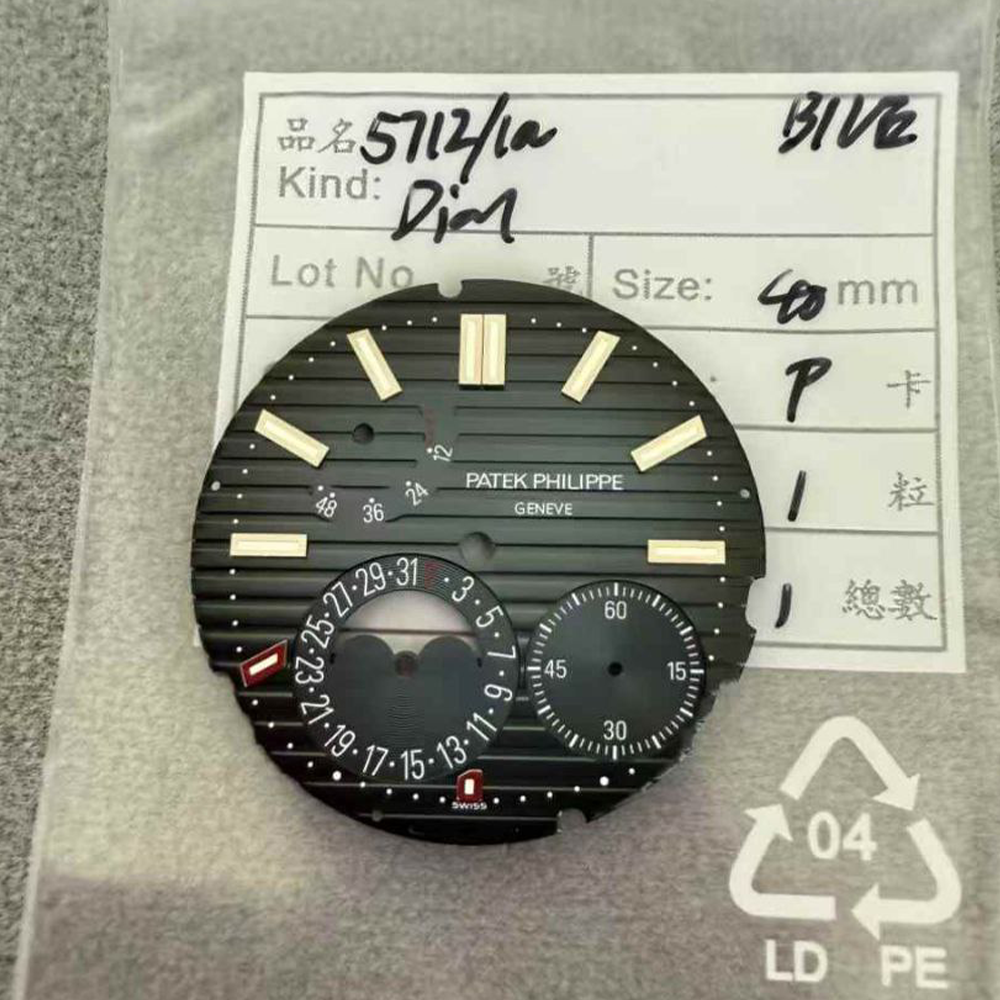 品名 5712/1a BlUE
Kind: Dial
Lot No. 號 Size: 40 mm
P 卡
1 粒
1 總數
12
24
36
48
PATEK PHILIPPE
GENEVE
31 · 3 · 5 · 7 · 9 · 11 · 13 · 15 · 17 · 19 · 21 · 23 · 25 · 27 · 29
60
45 15
30
SWISS
04
LD PE